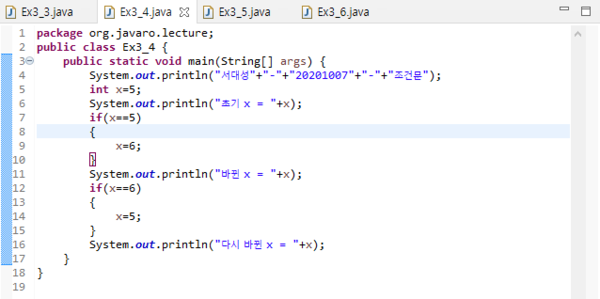 Ex3_3.java Ex3_4.java Ex3_5.java Ex3_6.java
1 package org.javaro.lecture;
2 public class Ex3_4 {
3 public static void main(String[] args) {
4 System.out.println("서대성"+"-"+"20201007"+"-"+"조건문");
5 int x=5;
6 System.out.println("초기 x = "+x);
7 if(x==5)
8 {
9 x=6;
10 }
11 System.out.println("바뀐 x = "+x);
12 if(x==6)
13 {
14 x=5;
15 }
16 System.out.println("다시 바뀐 x = "+x);
17 }
18 }
19